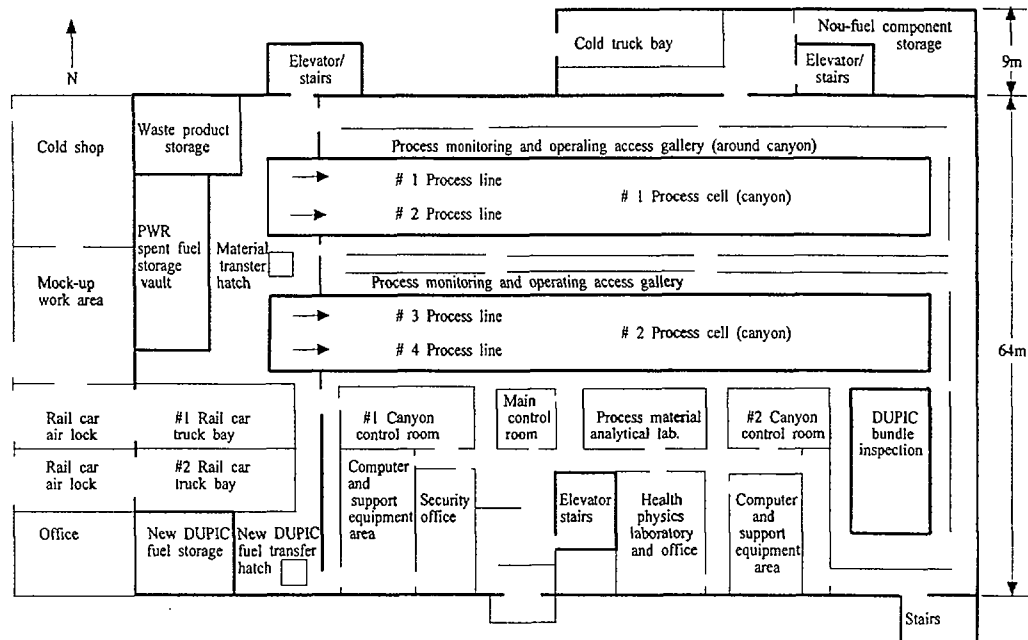 Cold truck bay
Nou-fuel component
storage
9m
N
Elevator/
stairs
Elevator/
stairs
Cold shop
Waste product
storage
Process monitoring and operaling access gallery (around canyon)
# 1 Process line
# 1 Process cell (canyon)
# 2 Process line
PWR
spent fuel
storage
vault
Material
transter
hatch
Mock-up
work area
Process monitoring and operating access gallery
# 3 Process line
# 2 Process cell (canyon)
# 4 Process line
64m
Rail car
air lock
#1 Rail car
truck bay
#1 Canyon
control room
Main
control
room
Process material
analytical lab.
#2 Canyon
control room
DUPIC
bundle
inspection
Rail car
air lock
#2 Rail car
truck bay
Computer
and
support
equipment
area
Security
office
Elevator
stairs
Health
physics
laboratory
and office
Computer
and
support
equipment
area
Office
New DUPIC
fuel storage
New DUPIC
fuel transfer
hatch
Stairs